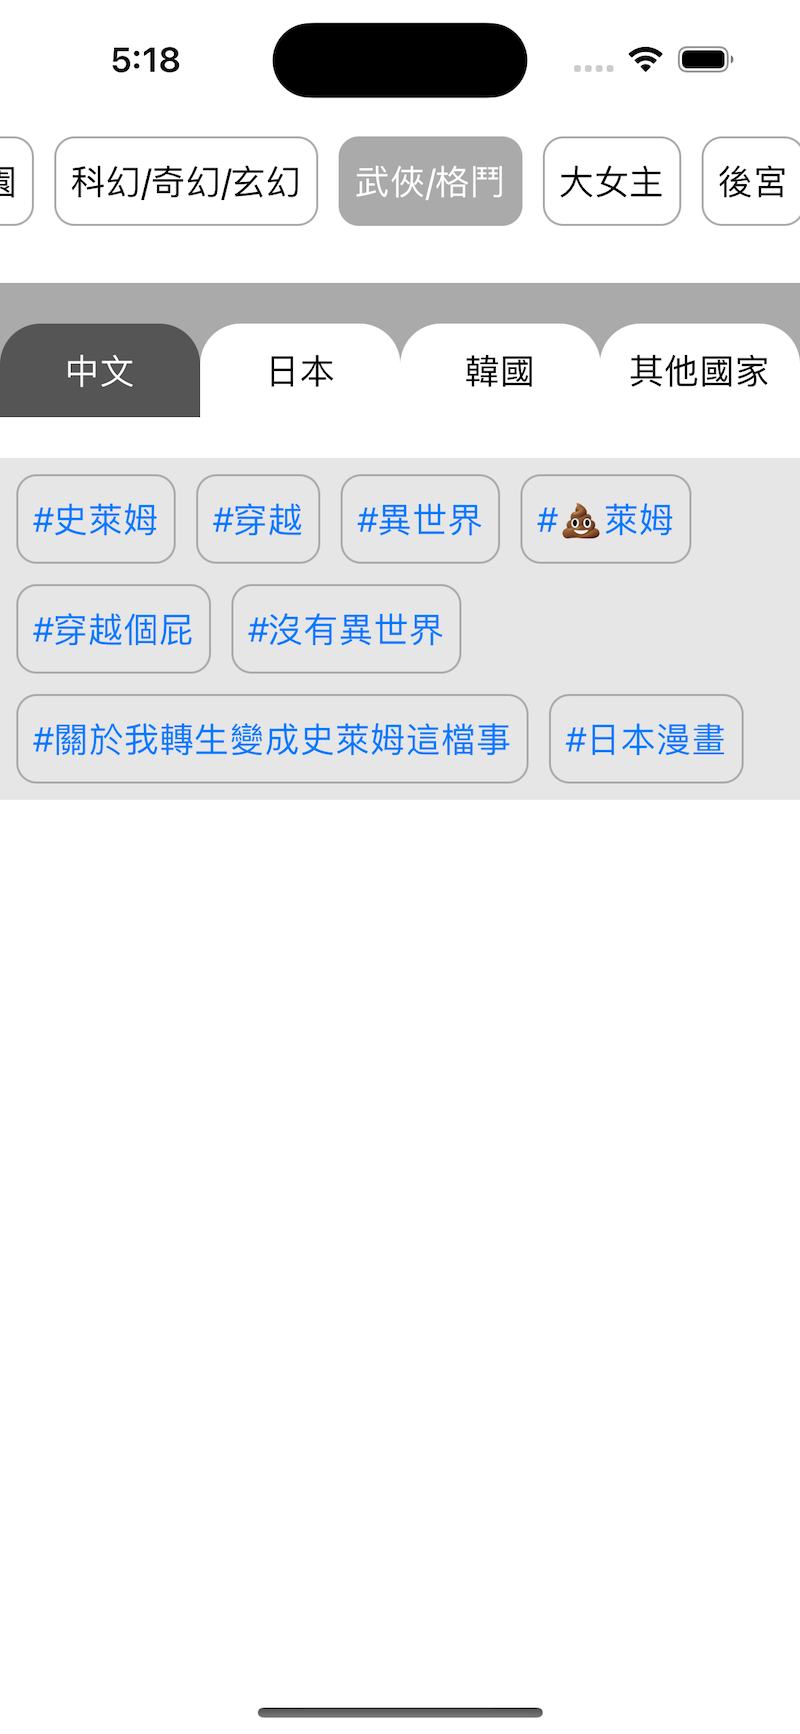 5:18
科幻/奇幻/玄幻 武俠/格鬥 大女主 後宮
中文 日本 韓國 其他國家
#史萊姆 #穿越 #異世界 #💩萊姆
#穿越個屁 #沒有異世界
#關於我轉生變成史萊姆這檔事 #日本漫畫